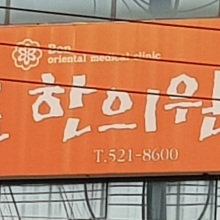 Bon
oriental medical clinic
한의원
T.521-8600